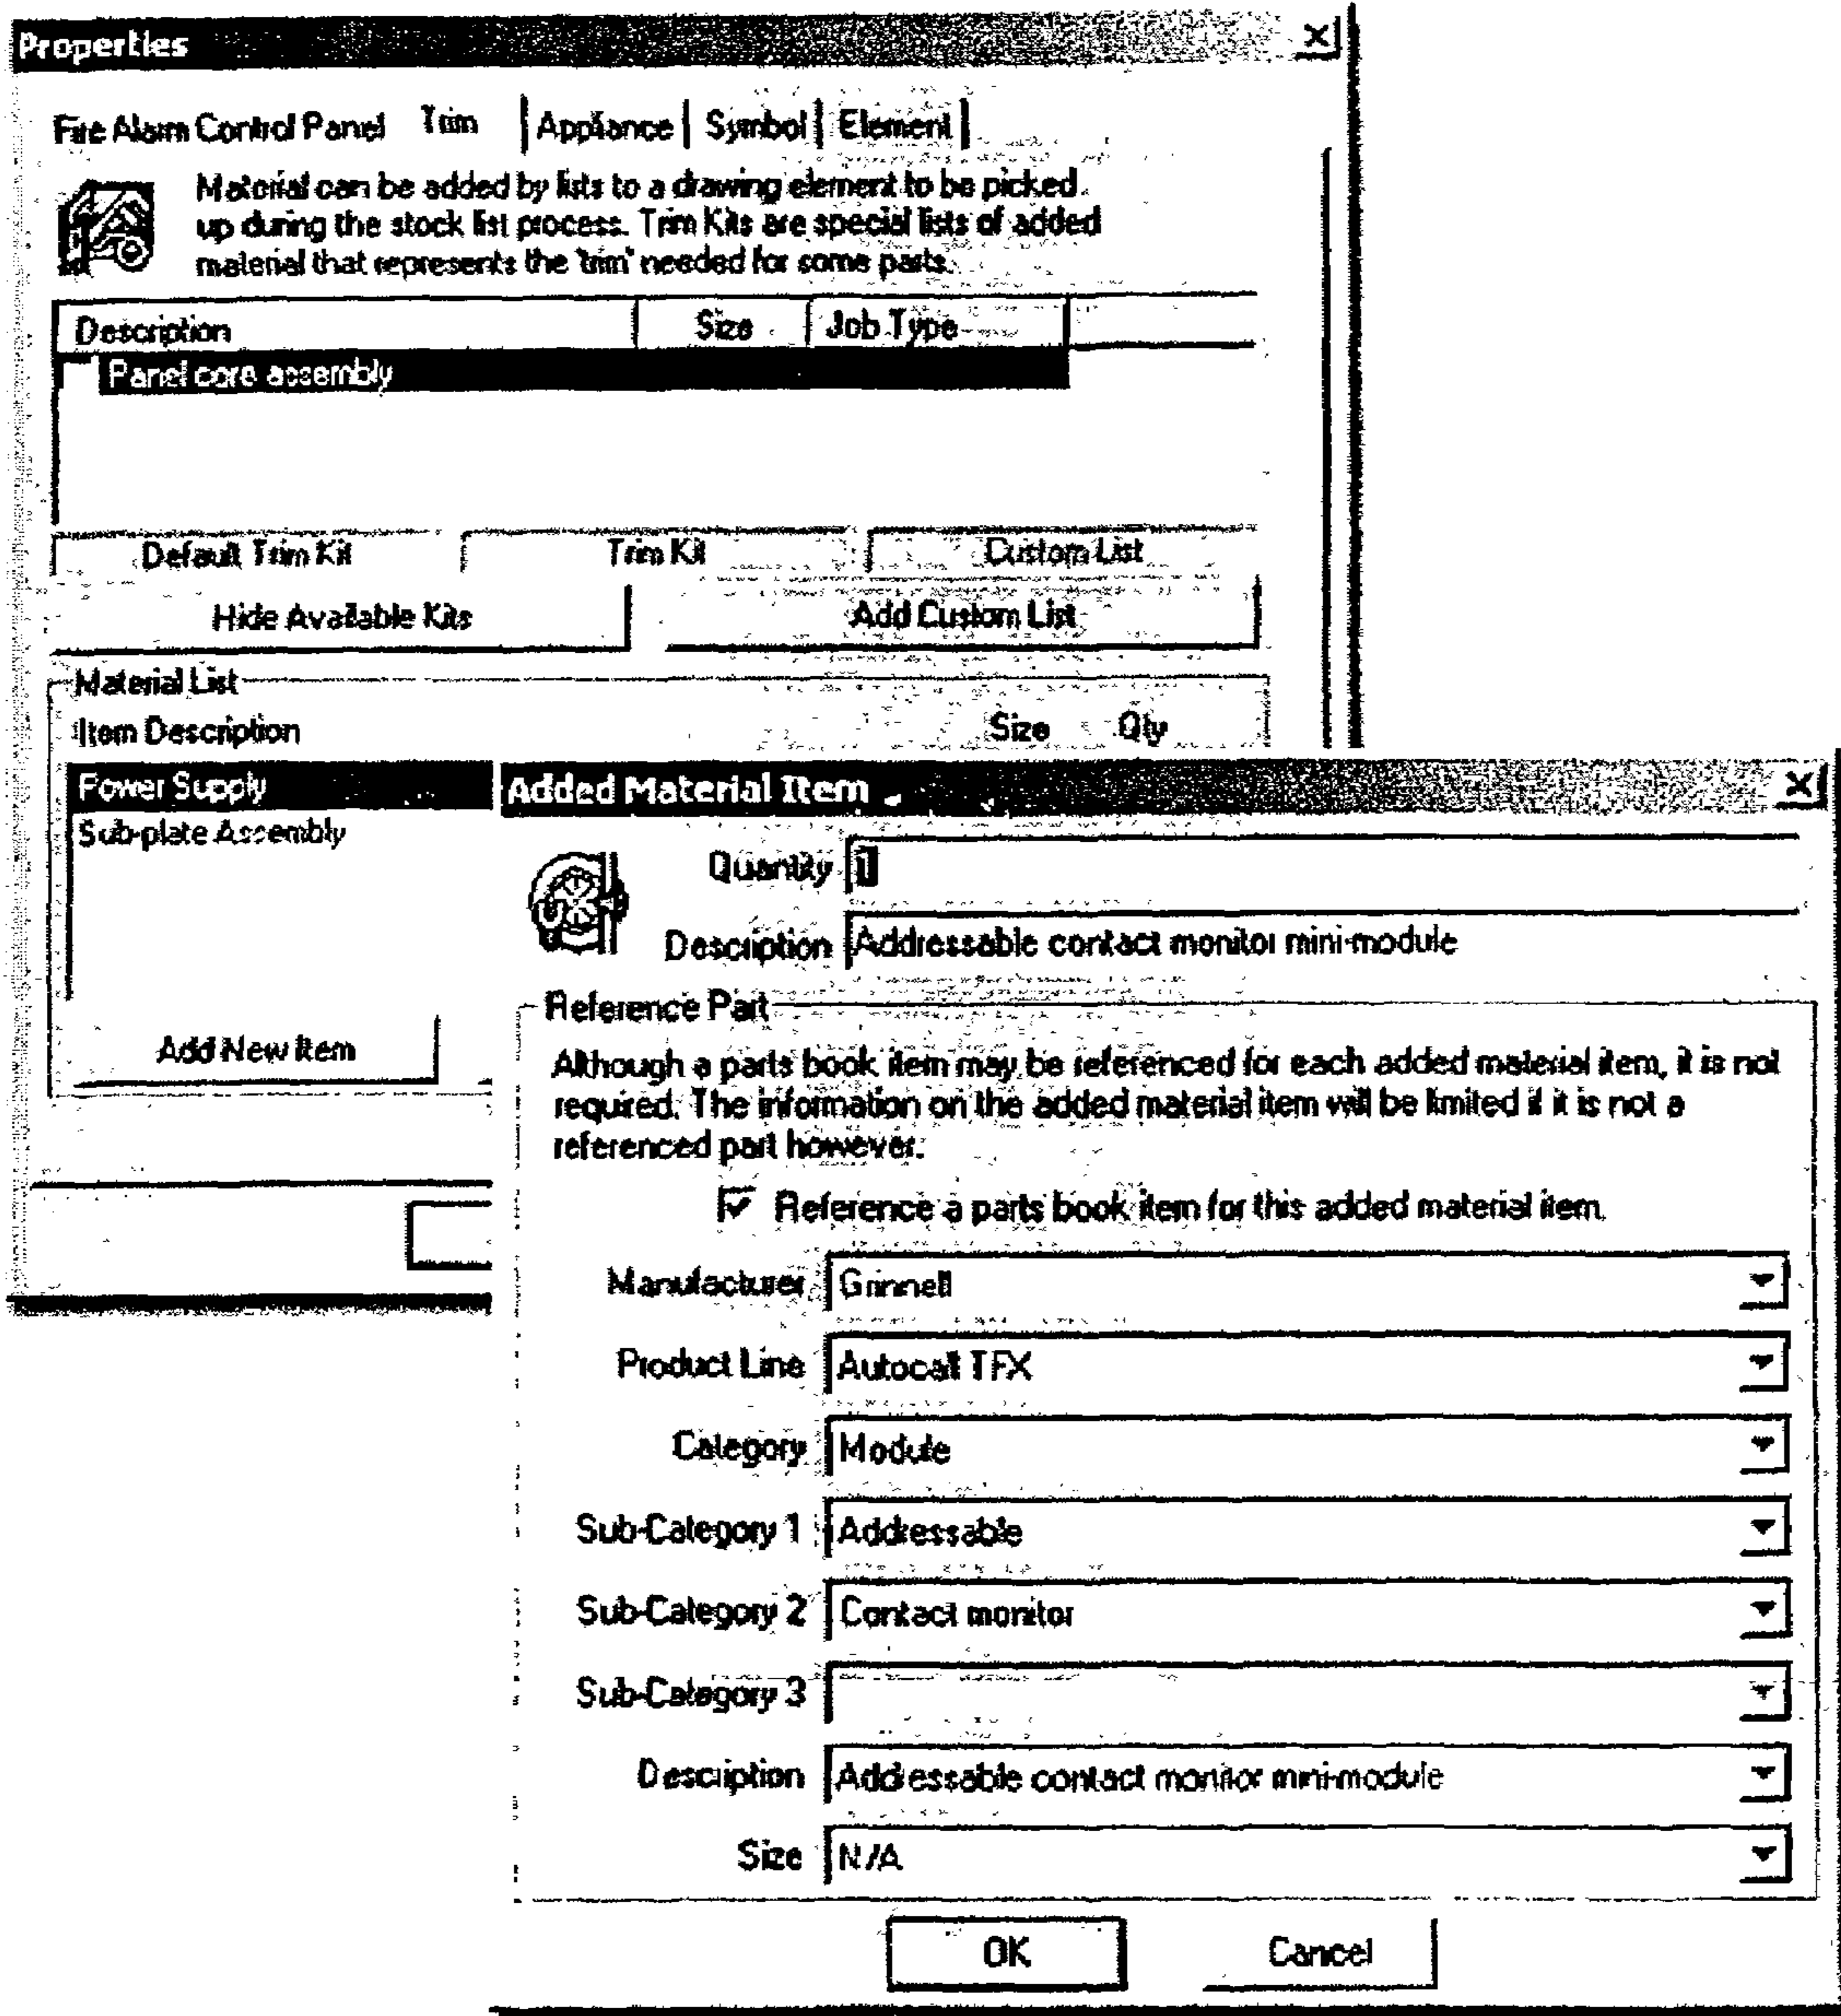 Properties
Fire Alarm Control Panel Trim Appliance Symbol Element
Material can be added by lists to a drawing element to be picked
up during the stock list process. Trim Kits are special lists of added
material that represents the 'trim' needed for some parts.
Description Size Job Type
Panel core assembly
Default Trim Kit Trim Kit Custom List
Hide Available Kits Add Custom List
Material List
Item Description Size Qty
Power Supply
Sub-plate Assembly
Add New Item
Added Material Item
Quantity 1
Description Addressable contact monitor mini-module
Reference Part
Although a parts book item may be referenced for each added material item, it is not
required. The information on the added material item will be limited if it is not a
referenced part however.
Reference a parts book item for this added material item.
Manufacturer Grinnell
Product Line Autocall TFX
Category Module
Sub-Category 1 Addressable
Sub-Category 2 Contact monitor
Sub-Category 3
Description Addressable contact monitor mini-module
Size N/A
OK Cancel